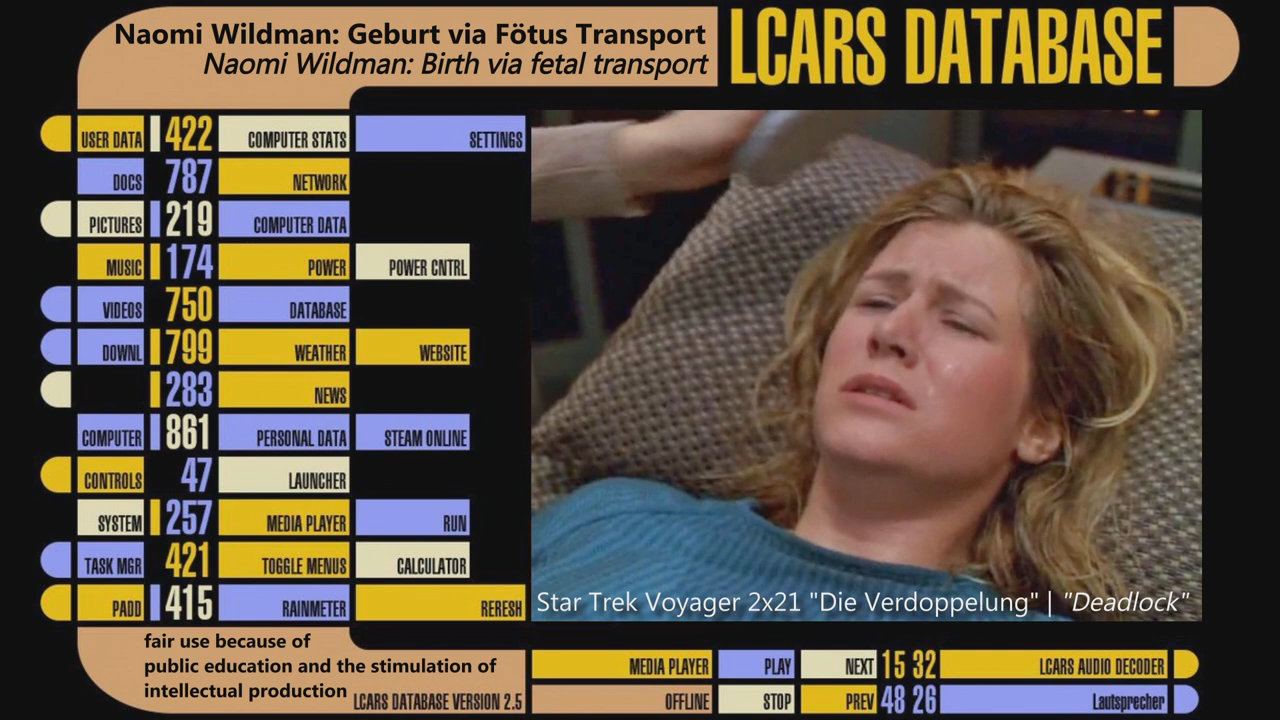 Naomi Wildman: Geburt via Fötus Transport
Naomi Wildman: Birth via fetal transport
LCARS DATABASE
USER DATA 422 COMPUTER STATS SETTINGS
DOCS 787 NETWORK
PICTURES 219 COMPUTER DATA
MUSIC 174 POWER POWER CNTRL
VIDEOS 750 DATABASE
DOWNL 799 WEATHER WEBSITE
283 NEWS
COMPUTER 861 PERSONAL DATA STEAM ONLINE
CONTROLS 47 LAUNCHER
SYSTEM 257 MEDIA PLAYER RUN
TASK MGR 421 TOGGLE MENUS CALCULATOR
PADD 415 RAINMETER RERESH
Star Trek Voyager 2x21 "Die Verdoppelung" | "Deadlock"
fair use because of
public education and the stimulation of
intellectual production
LCARS DATABASE VERSION 2.5
MEDIA PLAYER PLAY NEXT 15 32 LCARS AUDIO DECODER
OFFLINE STOP PREV 48 26 Lautsprecher